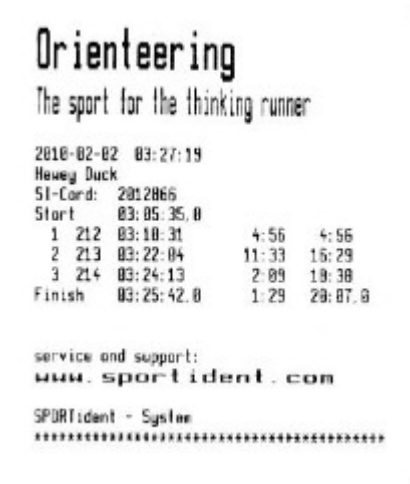 Orienteering
The sport for the thinking runner
2010-02-02 03:27:19
Hewey Duck
SI-Card:
Start 03:05:35.0
1 212 03:10:31 4:56 4:56
2 213 03:22:04 11:33 16:29
3 214 03:24:13 2:09 18:38
Finish 03:25:42.0 1:29 20:07.0
service and support:
www.sportident.com
SPORTident - System
****************************************